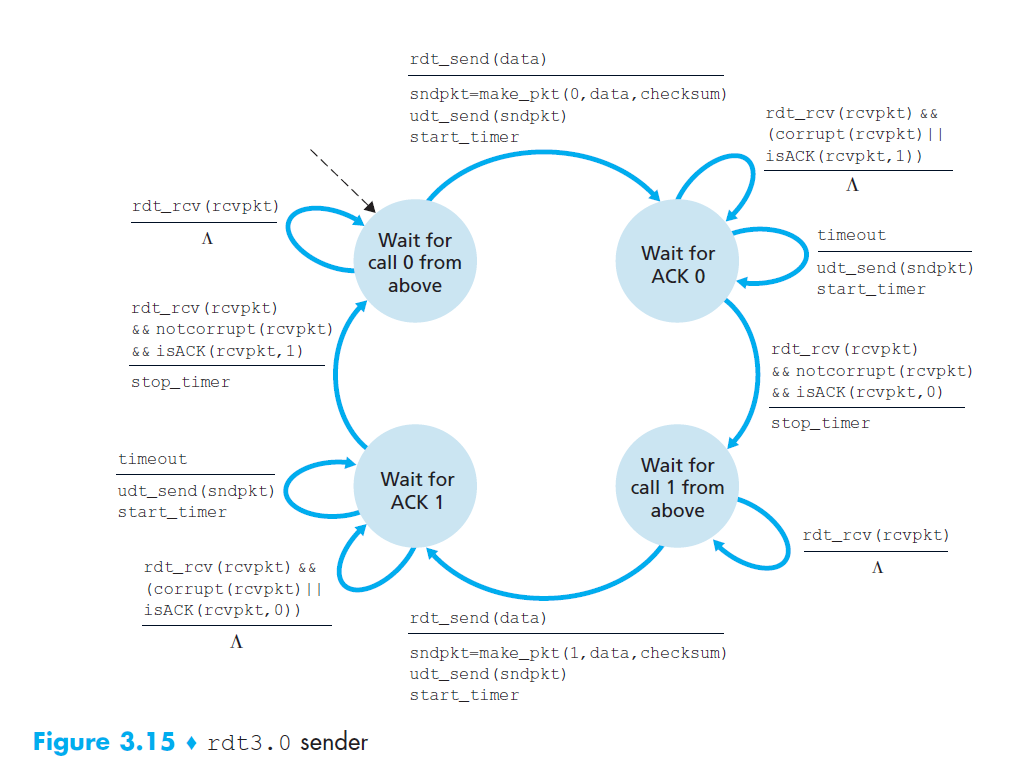 rdt_send(data)
sndpkt=make_pkt(0,data,checksum)
udt_send(sndpkt)
start_timer
rdt_rcv(rcvpkt) &&
(corrupt(rcvpkt)||
isACK(rcvpkt,1))
Λ
rdt_rcv(rcvpkt)
Λ
Wait for
call 0 from
above
Wait for
ACK 0
timeout
udt_send(sndpkt)
start_timer
rdt_rcv(rcvpkt)
&& notcorrupt(rcvpkt)
&& isACK(rcvpkt,1)
stop_timer
rdt_rcv(rcvpkt)
&& notcorrupt(rcvpkt)
&& isACK(rcvpkt,0)
stop_timer
timeout
udt_send(sndpkt)
start_timer
Wait for
ACK 1
Wait for
call 1 from
above
rdt_rcv(rcvpkt)
Λ
rdt_rcv(rcvpkt) &&
(corrupt(rcvpkt)||
isACK(rcvpkt,0))
Λ
rdt_send(data)
sndpkt=make_pkt(1,data,checksum)
udt_send(sndpkt)
start_timer
Figure 3.15 ♦ rdt3.0 sender